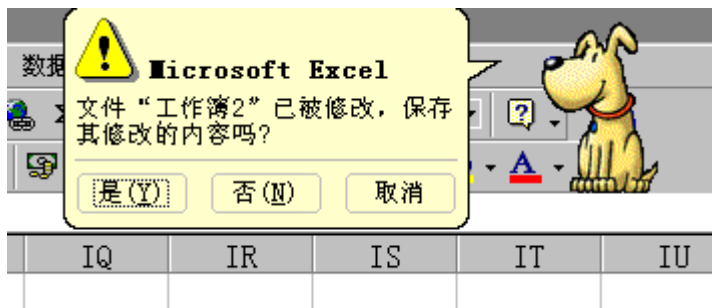 数据
Microsoft Excel
文件“工作簿2”已被修改，保存
其修改的内容吗?
是(Y) 否(N) 取消
A
IQ IR IS IT IU